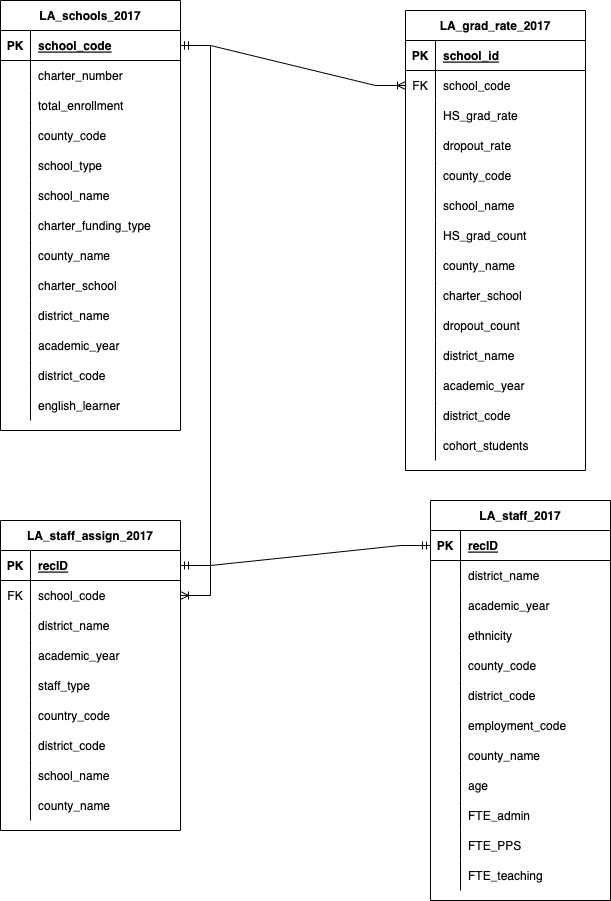 LA_schools_2017
PK school_code
charter_number
total_enrollment
county_code
school_type
school_name
charter_funding_type
county_name
charter_school
district_name
academic_year
district_code
english_learner
LA_grad_rate_2017
PK school_id
FK school_code
HS_grad_rate
dropout_rate
county_code
school_name
HS_grad_count
county_name
charter_school
dropout_count
district_name
academic_year
district_code
cohort_students
LA_staff_assign_2017
PK recID
FK school_code
district_name
academic_year
staff_type
country_code
district_code
school_name
county_name
LA_staff_2017
PK recID
district_name
academic_year
ethnicity
county_code
district_code
employment_code
county_name
age
FTE_admin
FTE_PPS
FTE_teaching